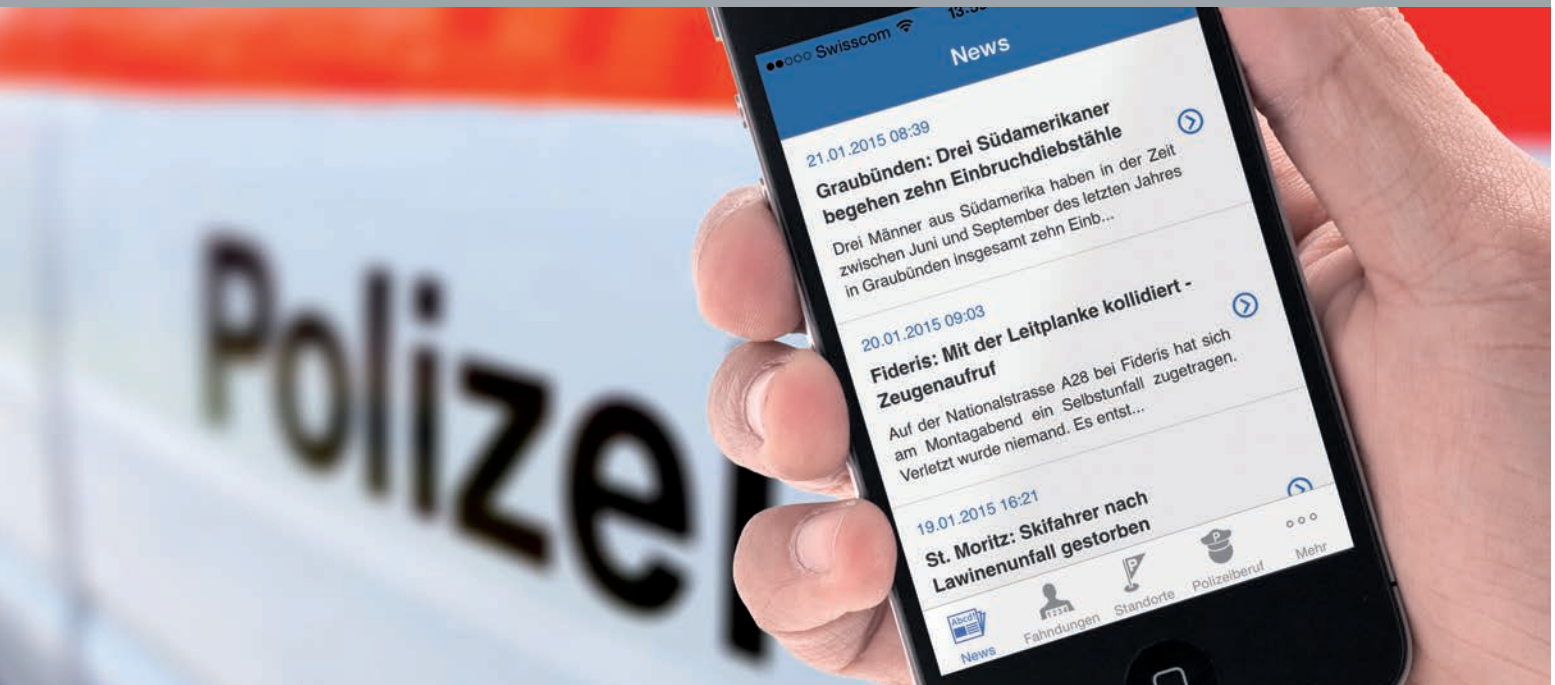 Polizei
Swisscom
News
21.01.2015 08:39
Graubünden: Drei Südamerikaner
begehen zehn Einbruchdiebstähle
Drei Männer aus Südamerika haben in der Zeit
zwischen Juni und September des letzten Jahres
in Graubünden insgesamt zehn Einb...
20.01.2015 09:03
Fideris: Mit der Leitplanke kollidiert -
Zeugenaufruf
Auf der Nationalstrasse A28 bei Fideris hat sich
am Montagabend ein Selbstunfall zugetragen.
Verletzt wurde niemand. Es entst...
19.01.2015 16:21
St. Moritz: Skifahrer nach
Lawinenunfall gestorben
Abcd!
1234
P
P
News
Fahndungen
Standorte
Polizeiberuf
Mehr